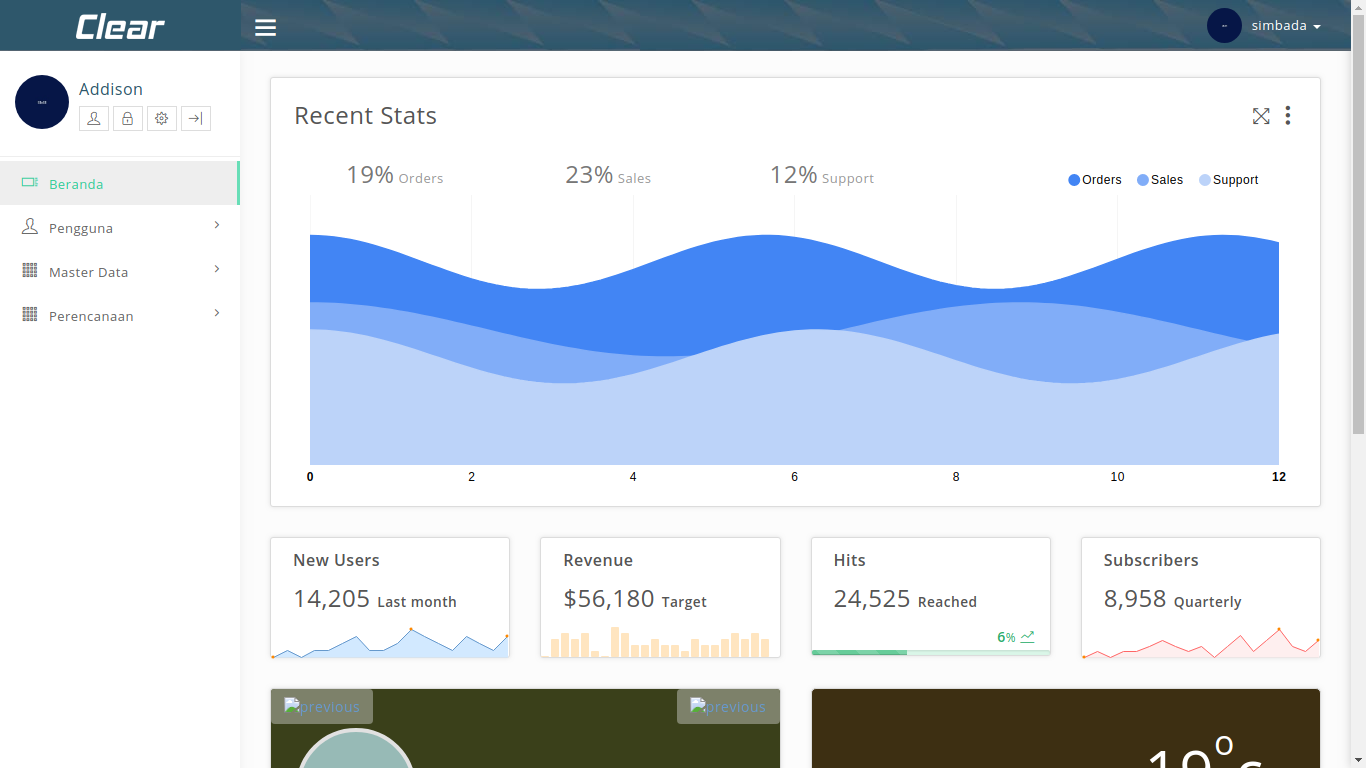 Clear
simbada
Addison
Beranda
Pengguna
Master Data
Perencanaan
Recent Stats
19% Orders 23% Sales 12% Support
Orders Sales Support
0 2 4 6 8 10 12
New Users
14,205 Last month
Revenue
$56,180 Target
Hits
24,525 Reached
6%
Subscribers
8,958 Quarterly
previous previous